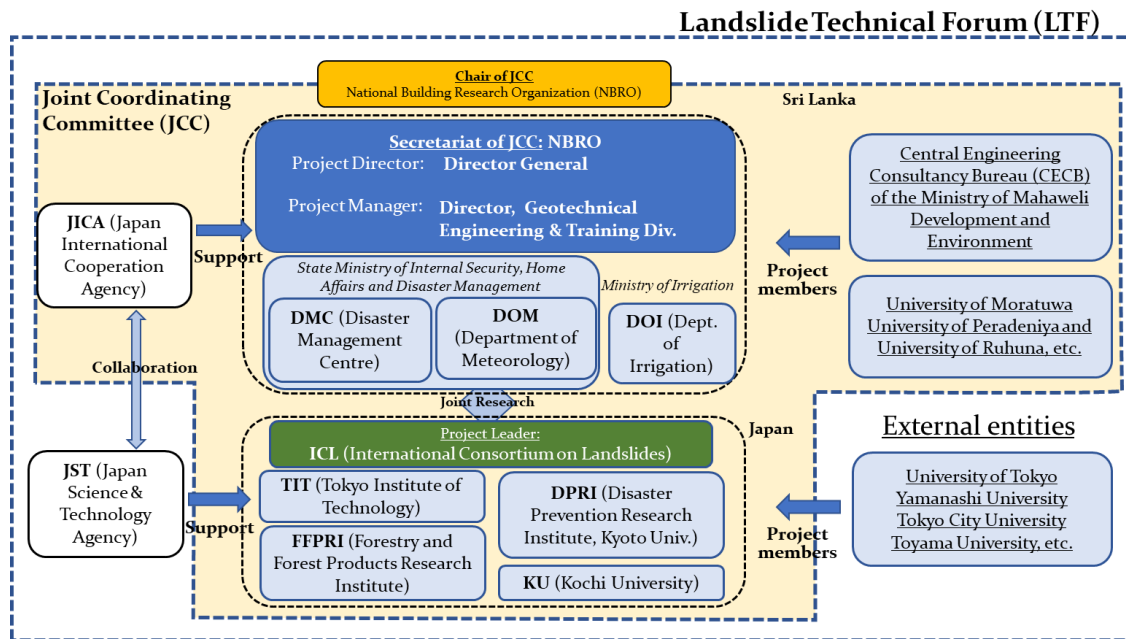 Landslide Technical Forum (LTF)
Chair of JCC
National Building Research Organization (NBRO)
Joint Coordinating
Committee (JCC)
Sri Lanka
Secretariat of JCC: NBRO
Project Director: Director General
Project Manager: Director, Geotechnical
Engineering & Training Div.
JICA (Japan
International
Cooperation
Agency)
Support
State Ministry of Internal Security, Home
Affairs and Disaster Management
DMC (Disaster
Management
Centre)
DOM
(Department of
Meteorology)
Ministry of Irrigation
DOI (Dept.
of
Irrigation)
Central Engineering
Consultancy Bureau (CECB)
of the Ministry of Mahaweli
Development and
Environment
Project
members
University of Moratuwa
University of Peradeniya and
University of Ruhuna, etc.
Collaboration
Joint Research
Japan
Project Leader:
ICL (International Consortium on Landslides)
JST (Japan
Science &
Technology
Agency)
Support
TIT (Tokyo Institute of
Technology)
FFPRI (Forestry and
Forest Products Research
Institute)
DPRI (Disaster
Prevention Research
Institute, Kyoto Univ.)
KU (Kochi University)
External entities
University of Tokyo
Yamanashi University
Tokyo City University
Toyama University, etc.
Project
members